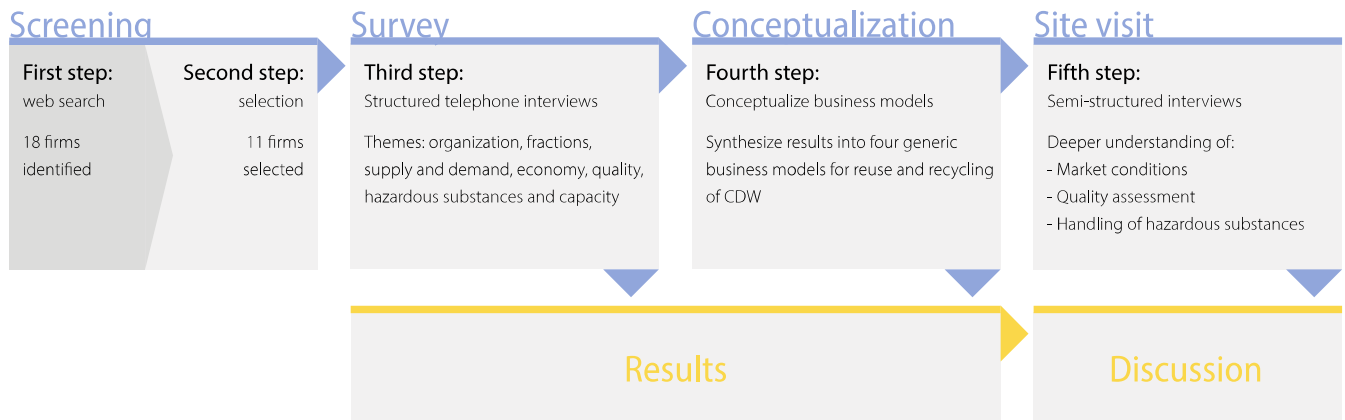 Screening
First step:
web search
18 firms
identified
Second step:
selection
11 firms
selected
Survey
Third step:
Structured telephone interviews
Themes: organization, fractions,
supply and demand, economy, quality,
hazardous substances and capacity
Conceptualization
Fourth step:
Conceptualize business models
Synthesize results into four generic
business models for reuse and recycling
of CDW
Site visit
Fifth step:
Semi-structured interviews
Deeper understanding of:
- Market conditions
- Quality assessment
- Handling of hazardous substances
Results
Discussion